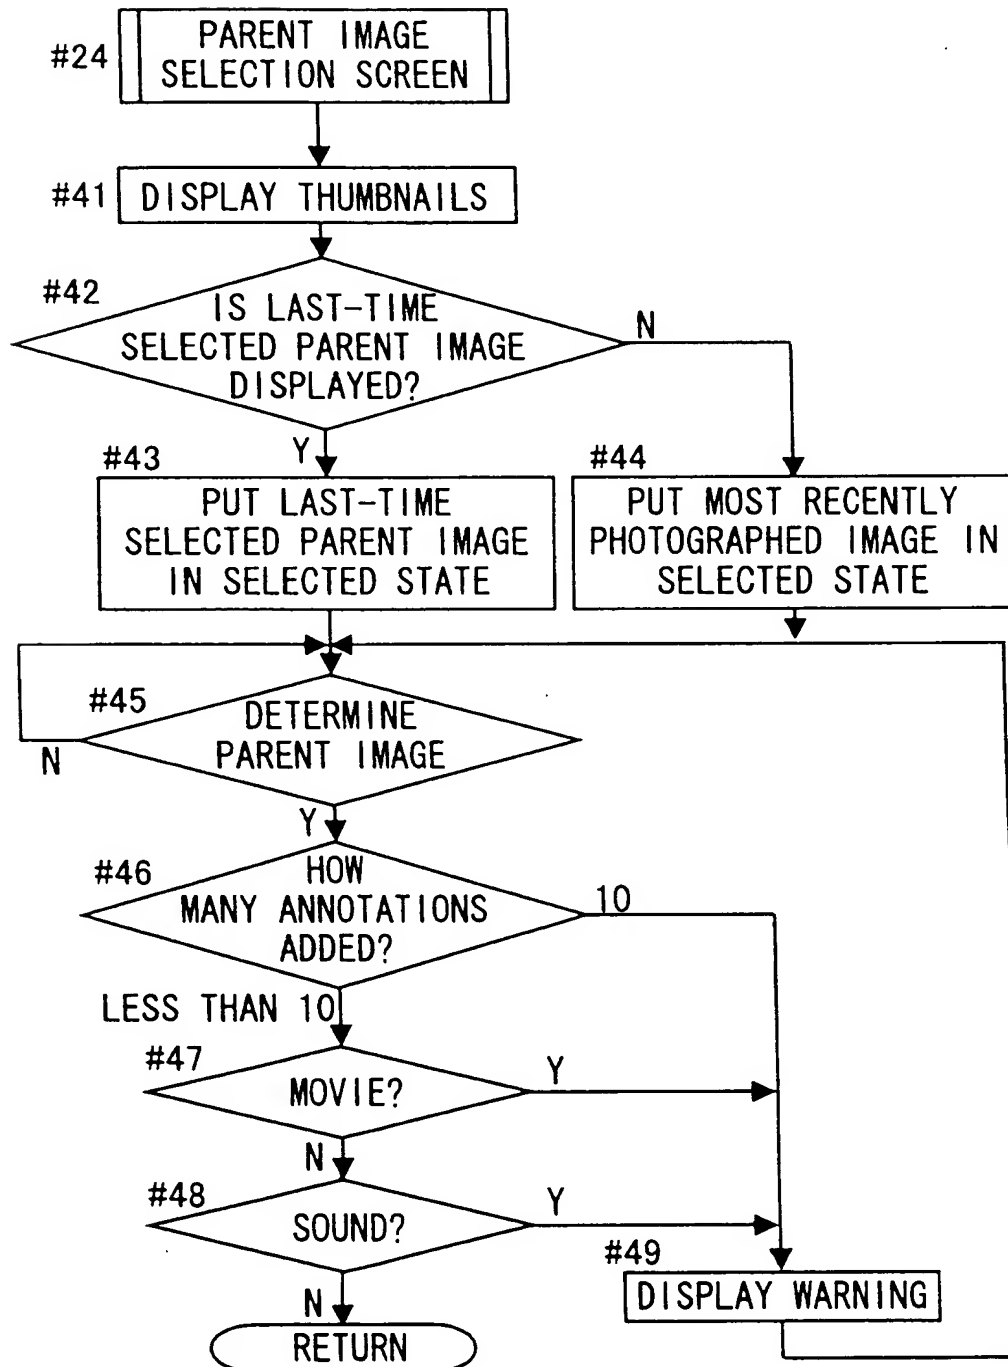 #24
PARENT IMAGE
SELECTION SCREEN
#41
DISPLAY THUMBNAILS
#42
IS LAST-TIME
SELECTED PARENT IMAGE
DISPLAYED?
N
Y
#43
PUT LAST-TIME
SELECTED PARENT IMAGE
IN SELECTED STATE
#44
PUT MOST RECENTLY
PHOTOGRAPHED IMAGE IN
SELECTED STATE
#45
DETERMINE
PARENT IMAGE
N
Y
#46
HOW
MANY ANNOTATIONS
ADDED?
10
LESS THAN 10
#47
MOVIE?
Y
N
#48
SOUND?
Y
N
#49
DISPLAY WARNING
RETURN